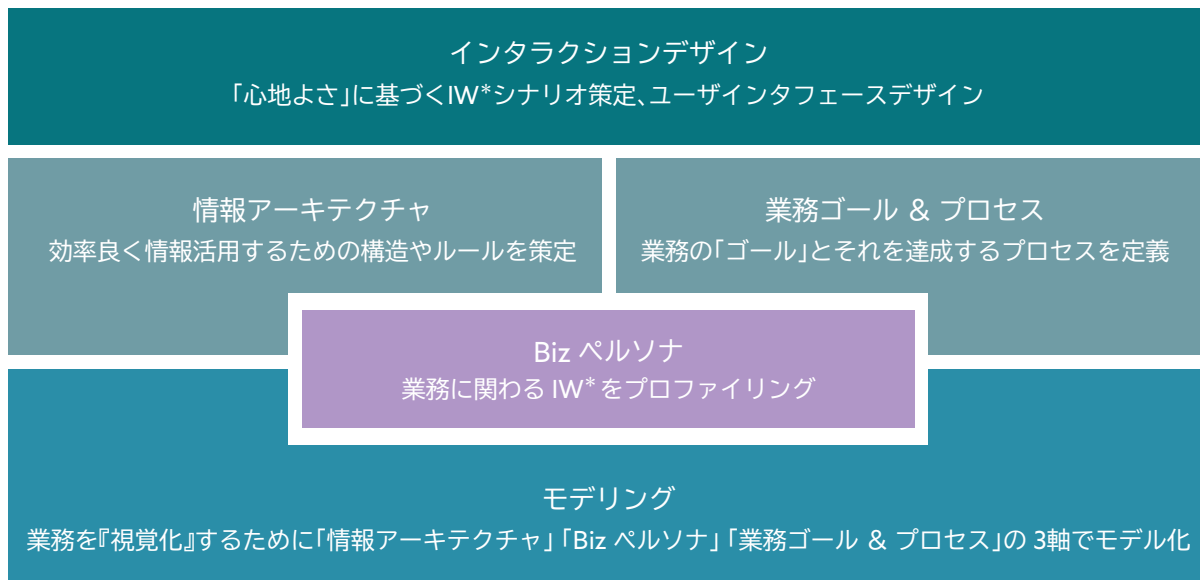 インタラクションデザイン
「心地よさ」に基づくIW*シナリオ策定、ユーザインタフェースデザイン
情報アーキテクチャ
効率良く情報活用するための構造やルールを策定
業務ゴール & プロセス
業務の「ゴール」とそれを達成するプロセスを定義
Biz ペルソナ
業務に関わる IW* をプロファイリング
モデリング
業務を『視覚化』するために「情報アーキテクチャ」「Biz ペルソナ」「業務ゴール & プロセス」の 3軸でモデル化